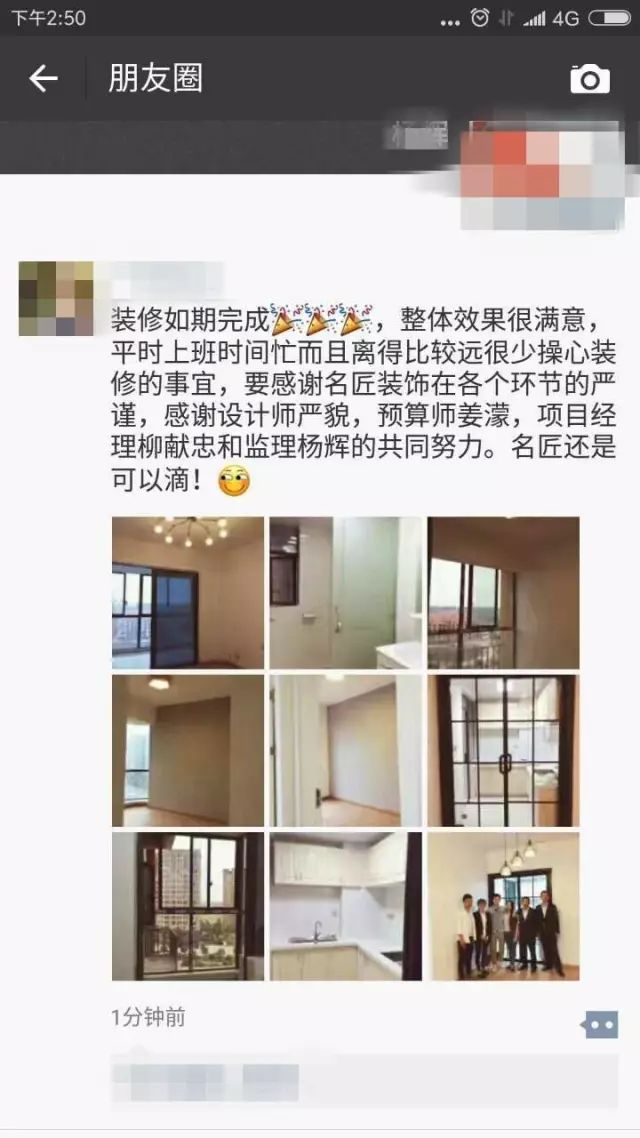 下午2:50
4G
朋友圈
装修如期完成🎉🎉🎉，整体效果很满意，
平时上班时间忙而且离得比较远很少操心装
修的事宜，要感谢名匠装饰在各个环节的严
谨，感谢设计师严貌，预算师姜濛，项目经
理柳献忠和监理杨辉的共同努力。名匠还是
可以滴！
1分钟前